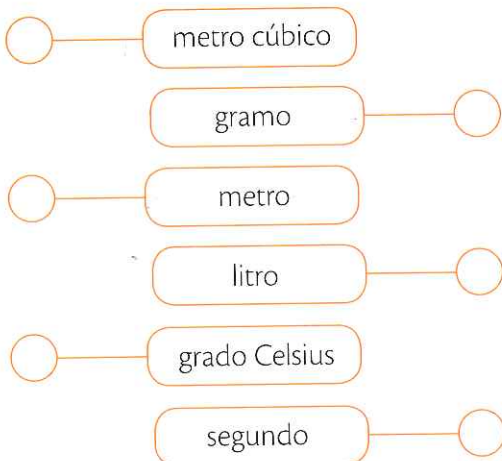 metro cúbico
gramo
metro
litro
grado Celsius
segundo